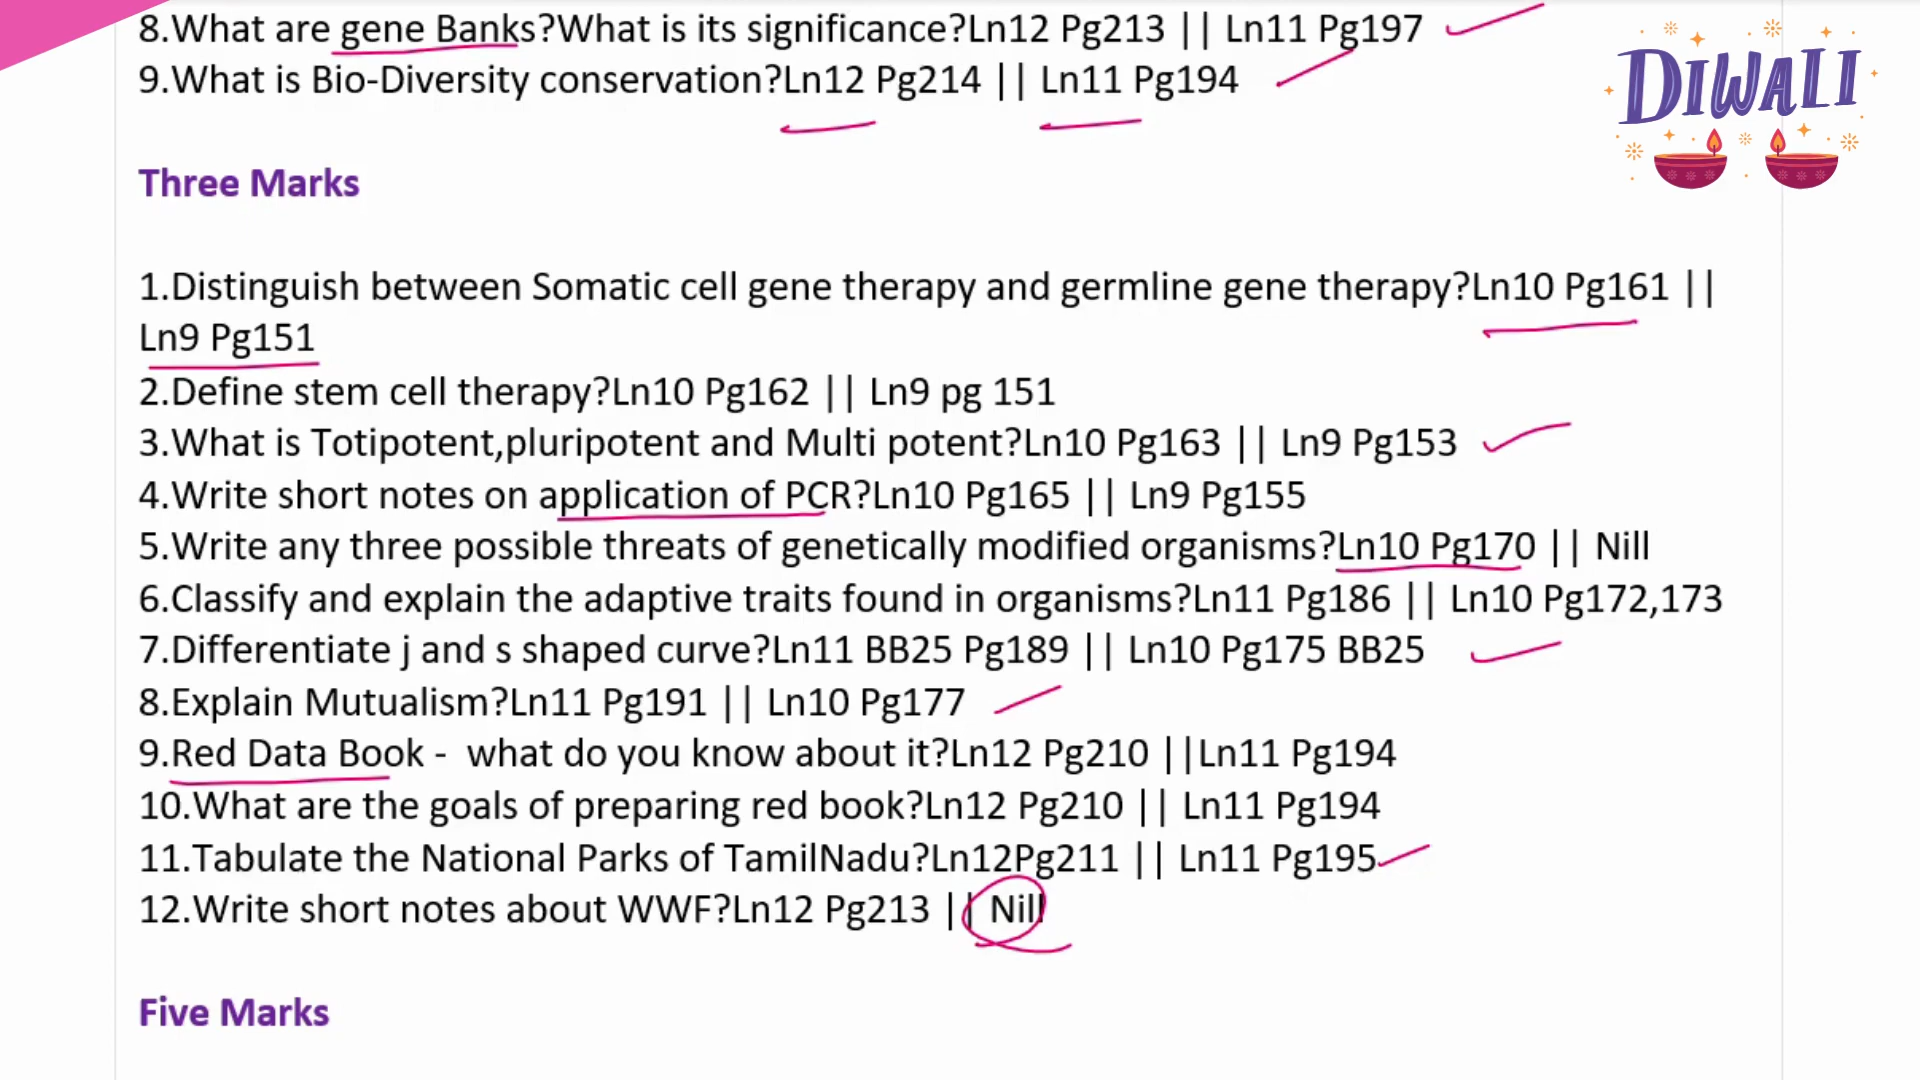 8.What are gene Banks?What is its significance?Ln12 Pg213 || Ln11 Pg197
9.What is Bio-Diversity conservation?Ln12 Pg214 || Ln11 Pg194
DIWALI
Three Marks
1.Distinguish between Somatic cell gene therapy and germline gene therapy?Ln10 Pg161 ||
Ln9 Pg151
2.Define stem cell therapy?Ln10 Pg162 || Ln9 pg 151
3.What is Totipotent,pluripotent and Multi potent?Ln10 Pg163 || Ln9 Pg153
4.Write short notes on application of PCR?Ln10 Pg165 || Ln9 Pg155
5.Write any three possible threats of genetically modified organisms?Ln10 Pg170 || Nill
6.Classify and explain the adaptive traits found in organisms?Ln11 Pg186 || Ln10 Pg172,173
7.Differentiate j and s shaped curve?Ln11 BB25 Pg189 || Ln10 Pg175 BB25
8.Explain Mutualism?Ln11 Pg191 || Ln10 Pg177
9.Red Data Book -  what do you know about it?Ln12 Pg210 ||Ln11 Pg194
10.What are the goals of preparing red book?Ln12 Pg210 || Ln11 Pg194
11.Tabulate the National Parks of TamilNadu?Ln12Pg211 || Ln11 Pg195
12.Write short notes about WWF?Ln12 Pg213 || Nill
Five Marks